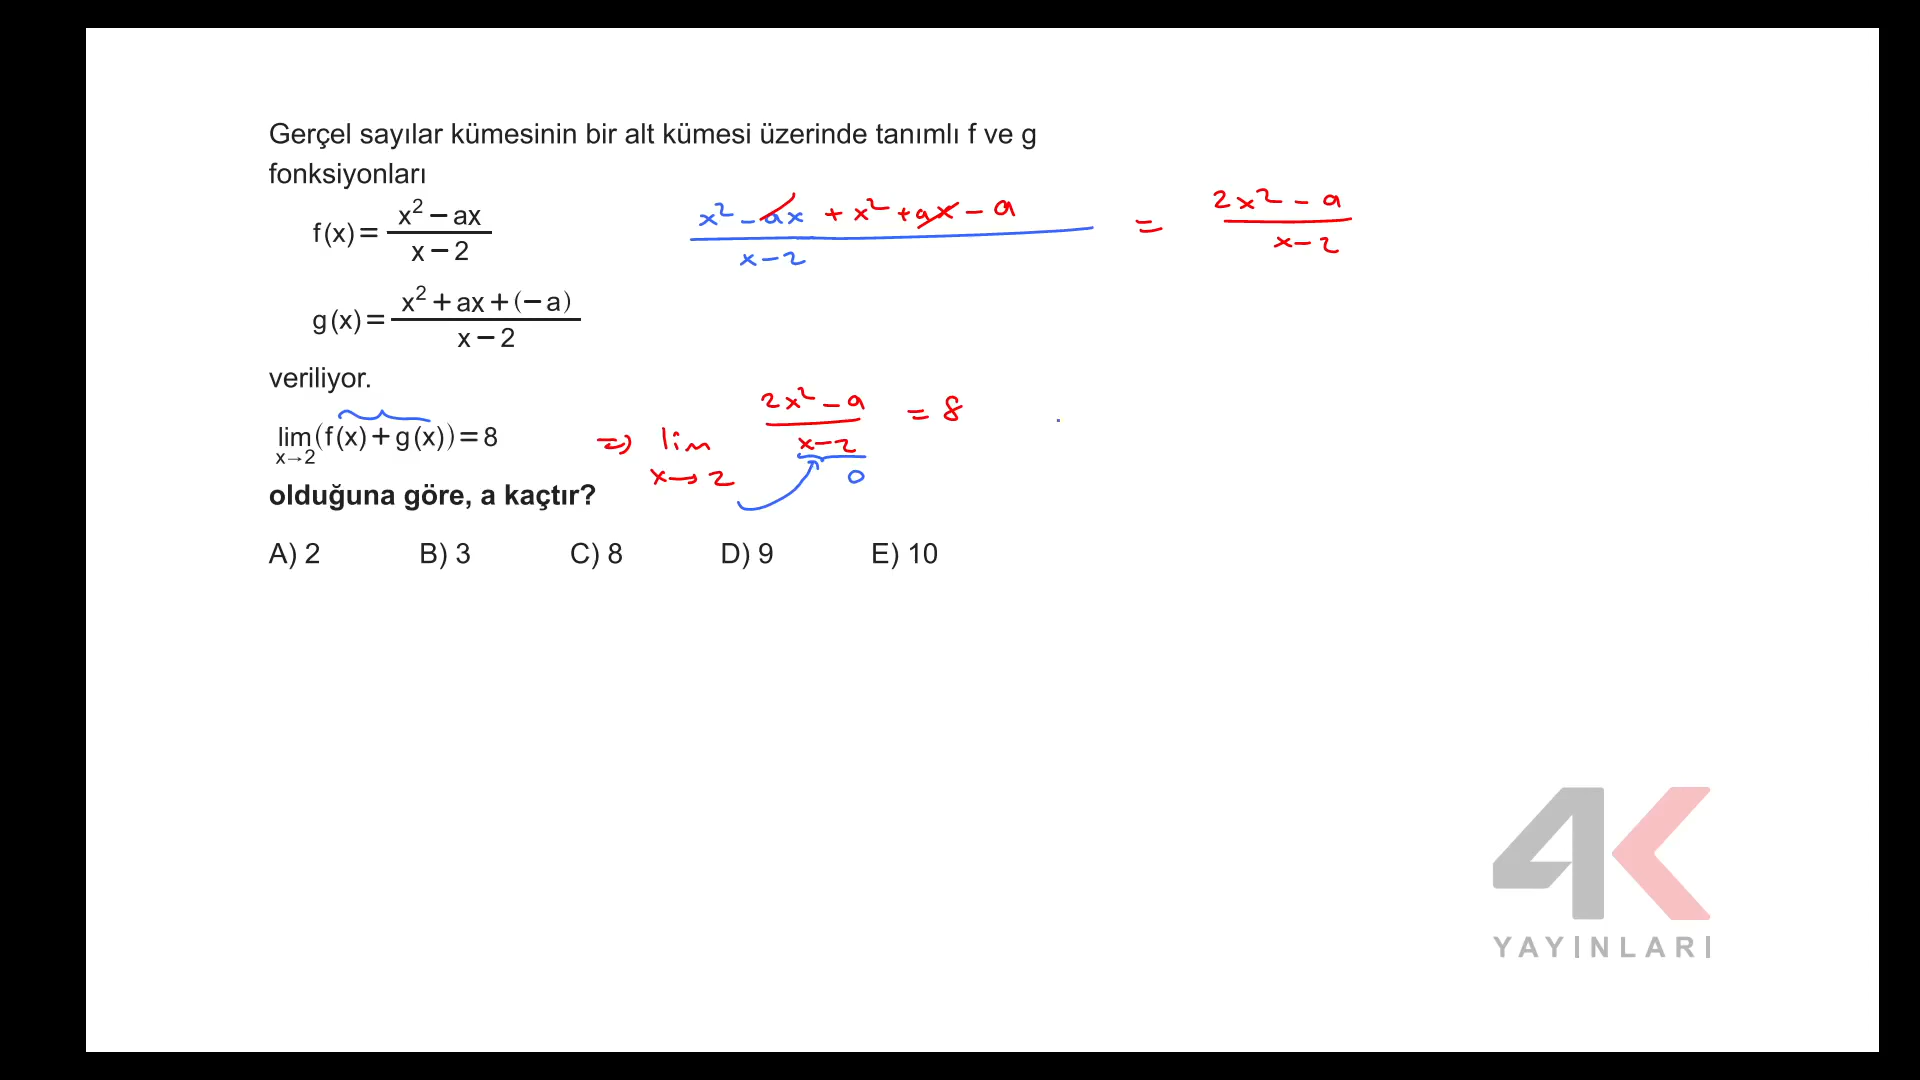 Gerçel sayılar kümesinin bir alt kümesi üzerinde tanımlı f ve g
fonksiyonları
f(x) = (x² − ax)/(x − 2)
x² − ax + x² + ax − a / x − 2 = 2x² − a / x − 2
g(x) = (x² + ax + (−a))/(x − 2)
veriliyor.
lim x→2 (f(x) + g(x)) = 8
⇒ lim x→2 2x² − a / x − 2 = 8
0
olduğuna göre, a kaçtır?
A) 2 B) 3 C) 8 D) 9 E) 10
4K
YAYINLARI